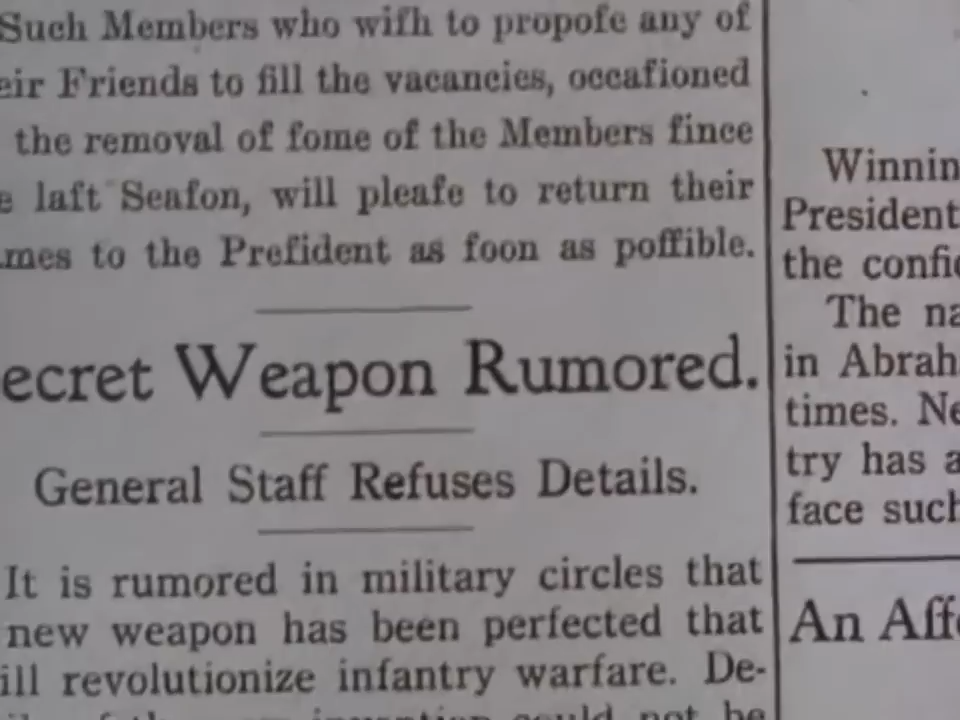 Such Members who wifh to propofe any of
eir Friends to fill the vacancies, occafioned
the removal of fome of the Members fince
e laft Seafon, will pleafe to return their
mes to the Prefident as foon as poffible.
ecret Weapon Rumored.
General Staff Refuses Details.
It is rumored in military circles that
new weapon has been perfected that
ill revolutionize infantry warfare. De-
could not be
Winnin
President
the confi
The na
in Abrah
times. Ne
try has a
face such
An Aff